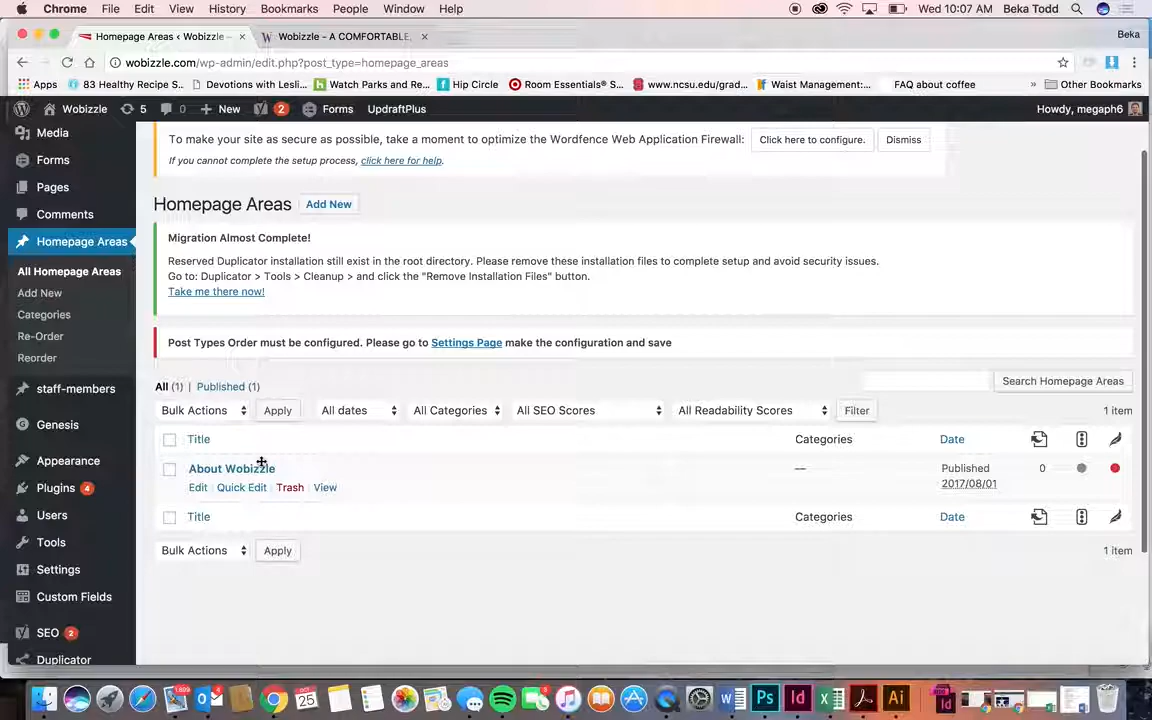 Chrome File Edit View History Bookmarks People Window Help Wed 10:07 AM Beka Todd
Homepage Areas ‹ Wobizzle – Wobizzle – A COMFORTABLE, Beka
wobizzle.com/wp-admin/edit.php?post_type=homepage_areas
Apps 83 Healthy Recipe S... Devotions with Lesli... Watch Parks and Re... Hip Circle Room Essentials® S... www.ncsu.edu/grad... Waist Management:... FAQ about coffee » Other Bookmarks
Wobizzle 5 0 New 2 Forms UpdraftPlus Howdy, megaph6
Media
Forms
Pages
Comments
Homepage Areas
All Homepage Areas
Add New
Categories
Re-Order
Reorder
staff-members
Genesis
Appearance
Plugins 4
Users
Tools
Settings
Custom Fields
SEO 2
Duplicator
To make your site as secure as possible, take a moment to optimize the Wordfence Web Application Firewall: Click here to configure. Dismiss
If you cannot complete the setup process, click here for help.
Homepage Areas Add New
Migration Almost Complete!
Reserved Duplicator installation still exist in the root directory. Please remove these installation files to complete setup and avoid security issues.
Go to: Duplicator > Tools > Cleanup > and click the "Remove Installation Files" button.
Take me there now!
Post Types Order must be configured. Please go to Settings Page make the configuration and save
All (1) | Published (1) Search Homepage Areas
Bulk Actions Apply All dates All Categories All SEO Scores All Readability Scores Filter 1 item
Title Categories Date
About Wobizzle — Published 0
Edit | Quick Edit | Trash | View 2017/08/01
Title Categories Date
Bulk Actions Apply 1 item